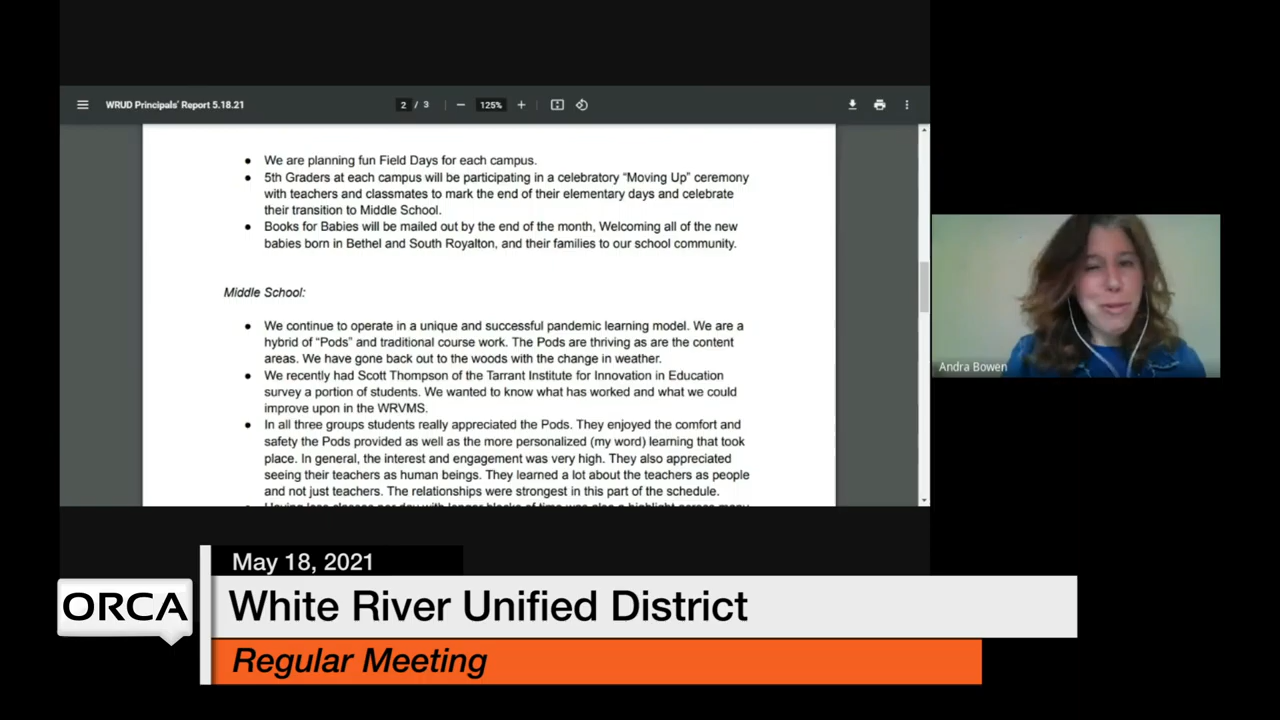 WRUD Principals' Report 5.18.21
2 / 3
125%
● We are planning fun Field Days for each campus.
● 5th Graders at each campus will be participating in a celebratory “Moving Up” ceremony
with teachers and classmates to mark the end of their elementary days and celebrate
their transition to Middle School.
● Books for Babies will be mailed out by the end of the month, Welcoming all of the new
babies born in Bethel and South Royalton, and their families to our school community.
Middle School:
● We continue to operate in a unique and successful pandemic learning model. We are a
hybrid of “Pods” and traditional course work. The Pods are thriving as are the content
areas. We have gone back out to the woods with the change in weather.
● We recently had Scott Thompson of the Tarrant Institute for Innovation in Education
survey a portion of students. We wanted to know what has worked and what we could
improve upon in the WRVMS.
● In all three groups students really appreciated the Pods. They enjoyed the comfort and
safety the Pods provided as well as the more personalized (my word) learning that took
place. In general, the interest and engagement was very high. They also appreciated
seeing their teachers as human beings. They learned a lot about the teachers as people
and not just teachers. The relationships were strongest in this part of the schedule.
Andra Bowen
May 18, 2021
ORCA
White River Unified District
Regular Meeting